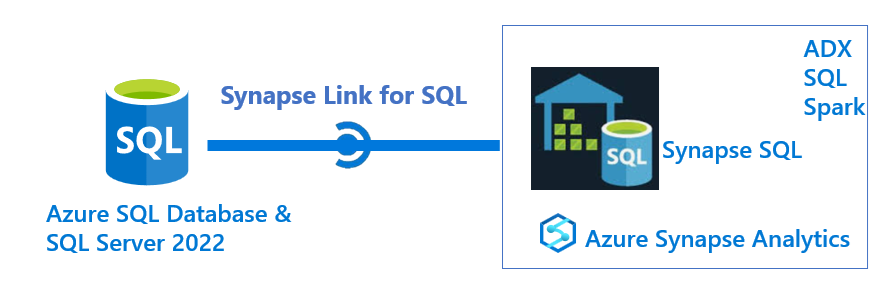 ADX
SQL
Spark
Synapse Link for SQL
SQL
SQL
Synapse SQL
Azure SQL Database &
SQL Server 2022
Azure Synapse Analytics